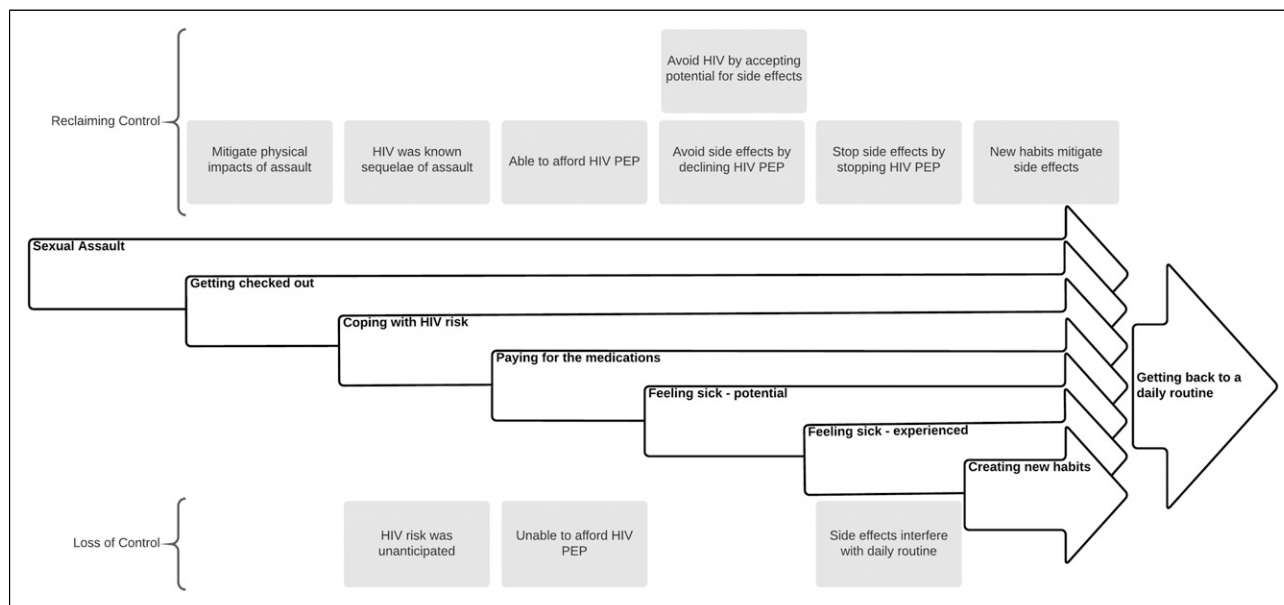 Avoid HIV by accepting
potential for side effects
Reclaiming Control
Mitigate physical
impacts of assault
HIV was known
sequelae of assault
Able to afford HIV PEP
Avoid side effects by
declining HIV PEP
Stop side effects by
stopping HIV PEP
New habits mitigate
side effects
Sexual Assault
Getting checked out
Coping with HIV risk
Paying for the medications
Feeling sick - potential
Feeling sick - experienced
Creating new habits
Getting back to a
daily routine
Loss of Control
HIV risk was
unanticipated
Unable to afford HIV
PEP
Side effects interfere
with daily routine